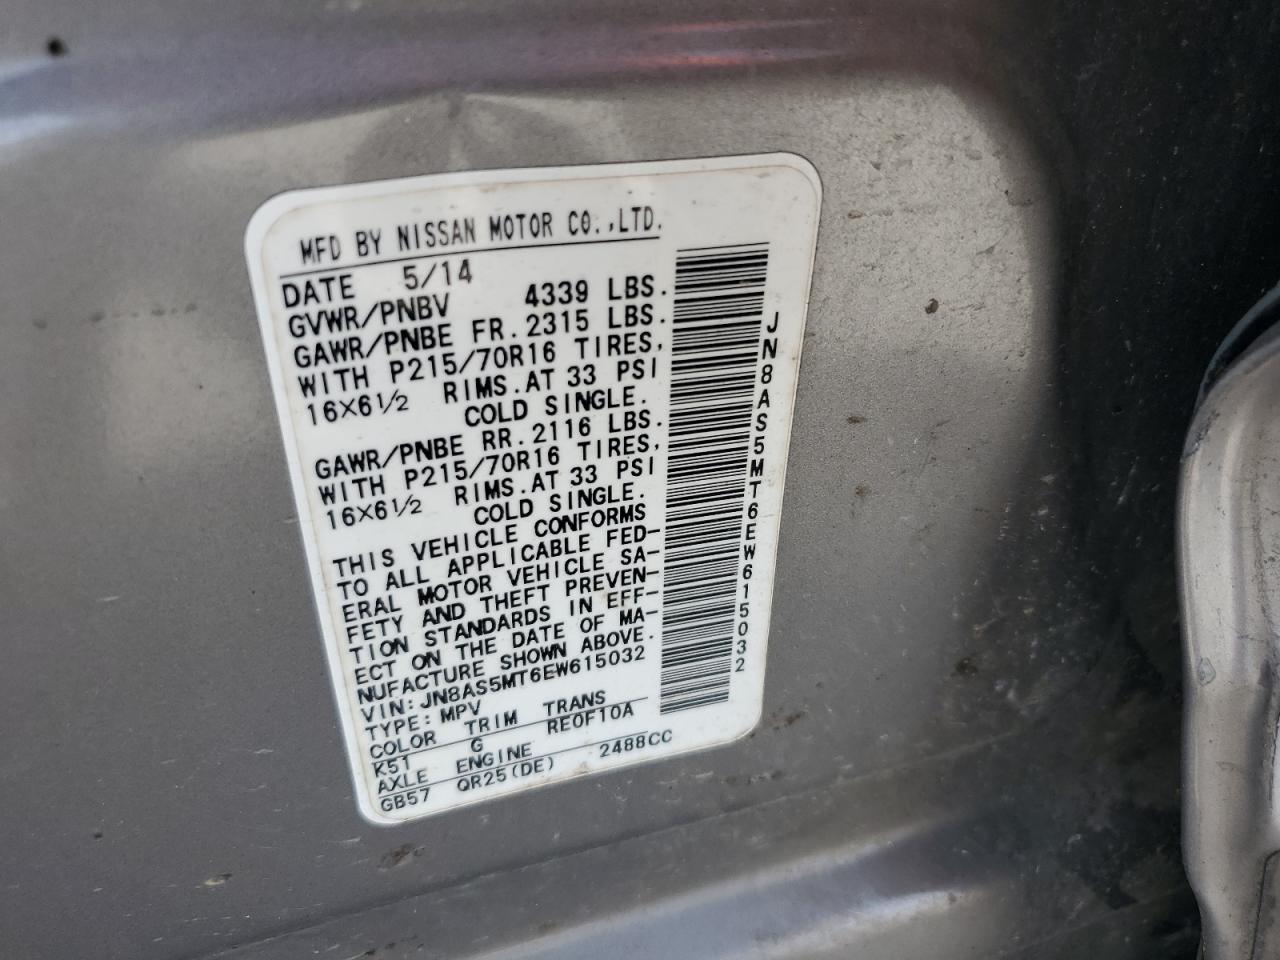 MFD BY NISSAN MOTOR CO.,LTD.
DATE 5/14
GVWR/PNBV 4339 LBS.
GAWR/PNBE FR.2315 LBS.
WITH P215/70R16 TIRES,
16×6½ RIMS.AT 33 PSI
COLD SINGLE.
GAWR/PNBE RR.2116 LBS.
WITH P215/70R16 TIRES,
16×6½ RIMS.AT 33 PSI
COLD SINGLE.
THIS VEHICLE CONFORMS
TO ALL APPLICABLE FED-
ERAL MOTOR VEHICLE SA-
FETY AND THEFT PREVEN-
TION STANDARDS IN EFF-
ECT ON THE DATE OF MA-
NUFACTURE SHOWN ABOVE.
VIN:JN8AS5MT6EW615032
TYPE:MPV
COLOR TRIM TRANS
K51 G RE0F10A
AXLE ENGINE
GB57 QR25(DE) 2488CC
JN8AS5MT6EW615032